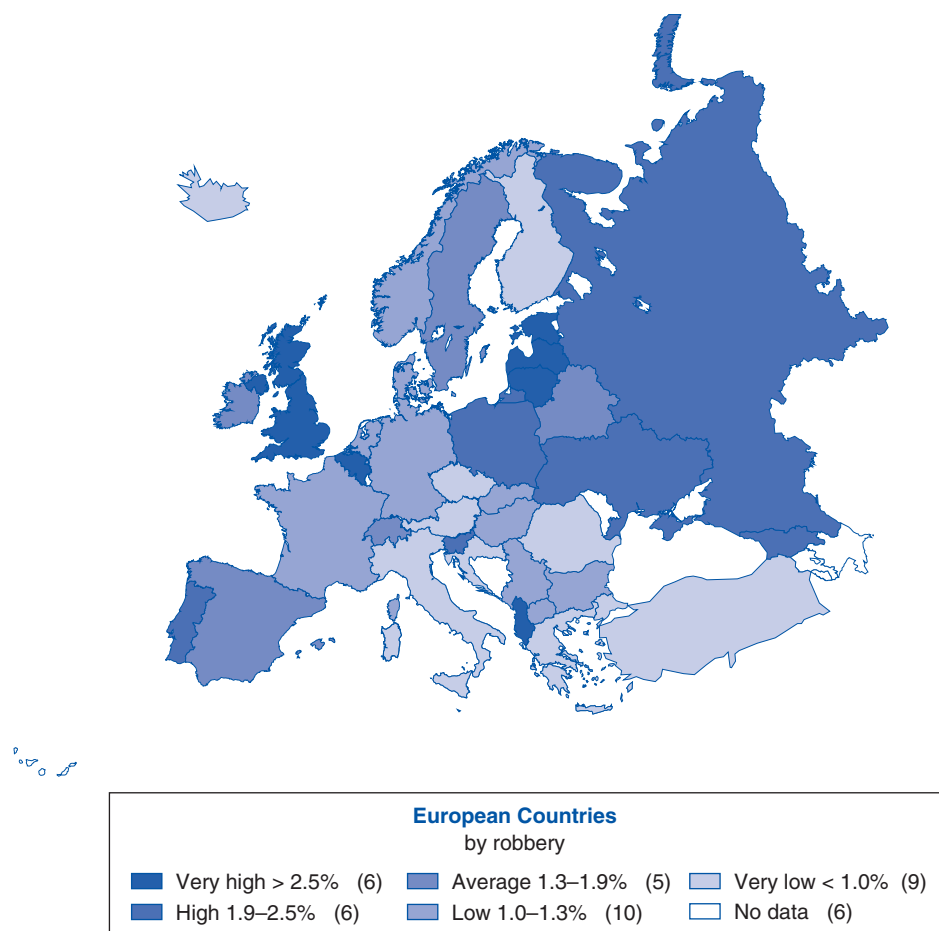 European Countries
by robbery
Very high > 2.5% (6) Average 1.3–1.9% (5) Very low < 1.0% (9)
High 1.9–2.5% (6) Low 1.0–1.3% (10) No data (6)